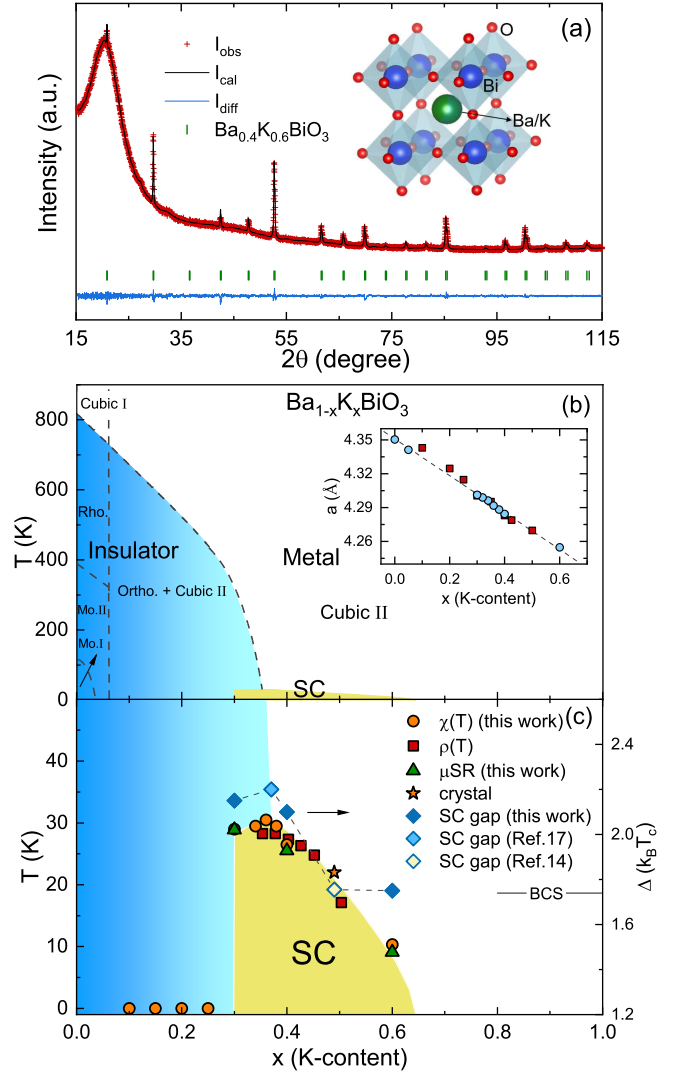 (a)
I_obs
I_cal
I_diff
Ba_0.4K_0.6BiO_3
O
Bi
Ba/K
Intensity (a.u.)
15 35 55 75 95 115
2θ (degree)
(b)
Ba_1-xK_xBiO_3
Cubic I
800
600
400
200
0
T (K)
Rho.
Insulator
Metal
Ortho. + Cubic II
Cubic II
Mo.II
Mo.I
SC
4.35
4.32
4.29
4.26
a (Å)
0.0 0.2 0.4 0.6
x (K-content)
(c)
χ(T) (this work)
ρ(T)
μSR (this work)
crystal
SC gap (this work)
SC gap (Ref.17)
SC gap (Ref.14)
BCS
SC
40
30
20
10
0
T (K)
2.4
2.0
1.6
1.2
Δ (k_BT_c)
0.0 0.2 0.4 0.6 0.8 1.0
x (K-content)